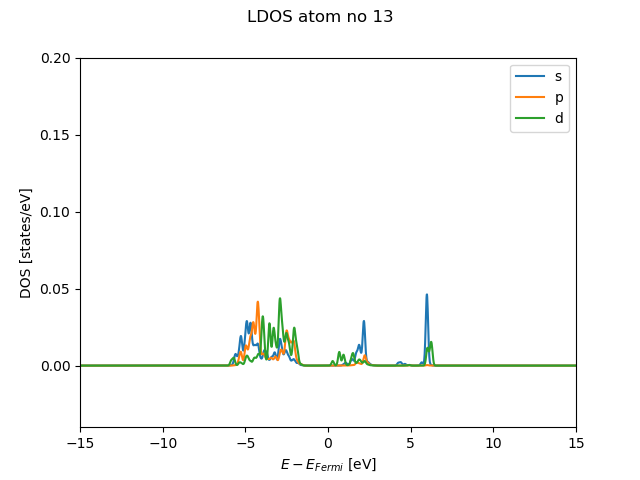 LDOS atom no 13
0.20
0.15
0.10
0.05
0.00
DOS [states/eV]
s
p
d
−15
−10
−5
0
5
10
15
E − E_Fermi [eV]